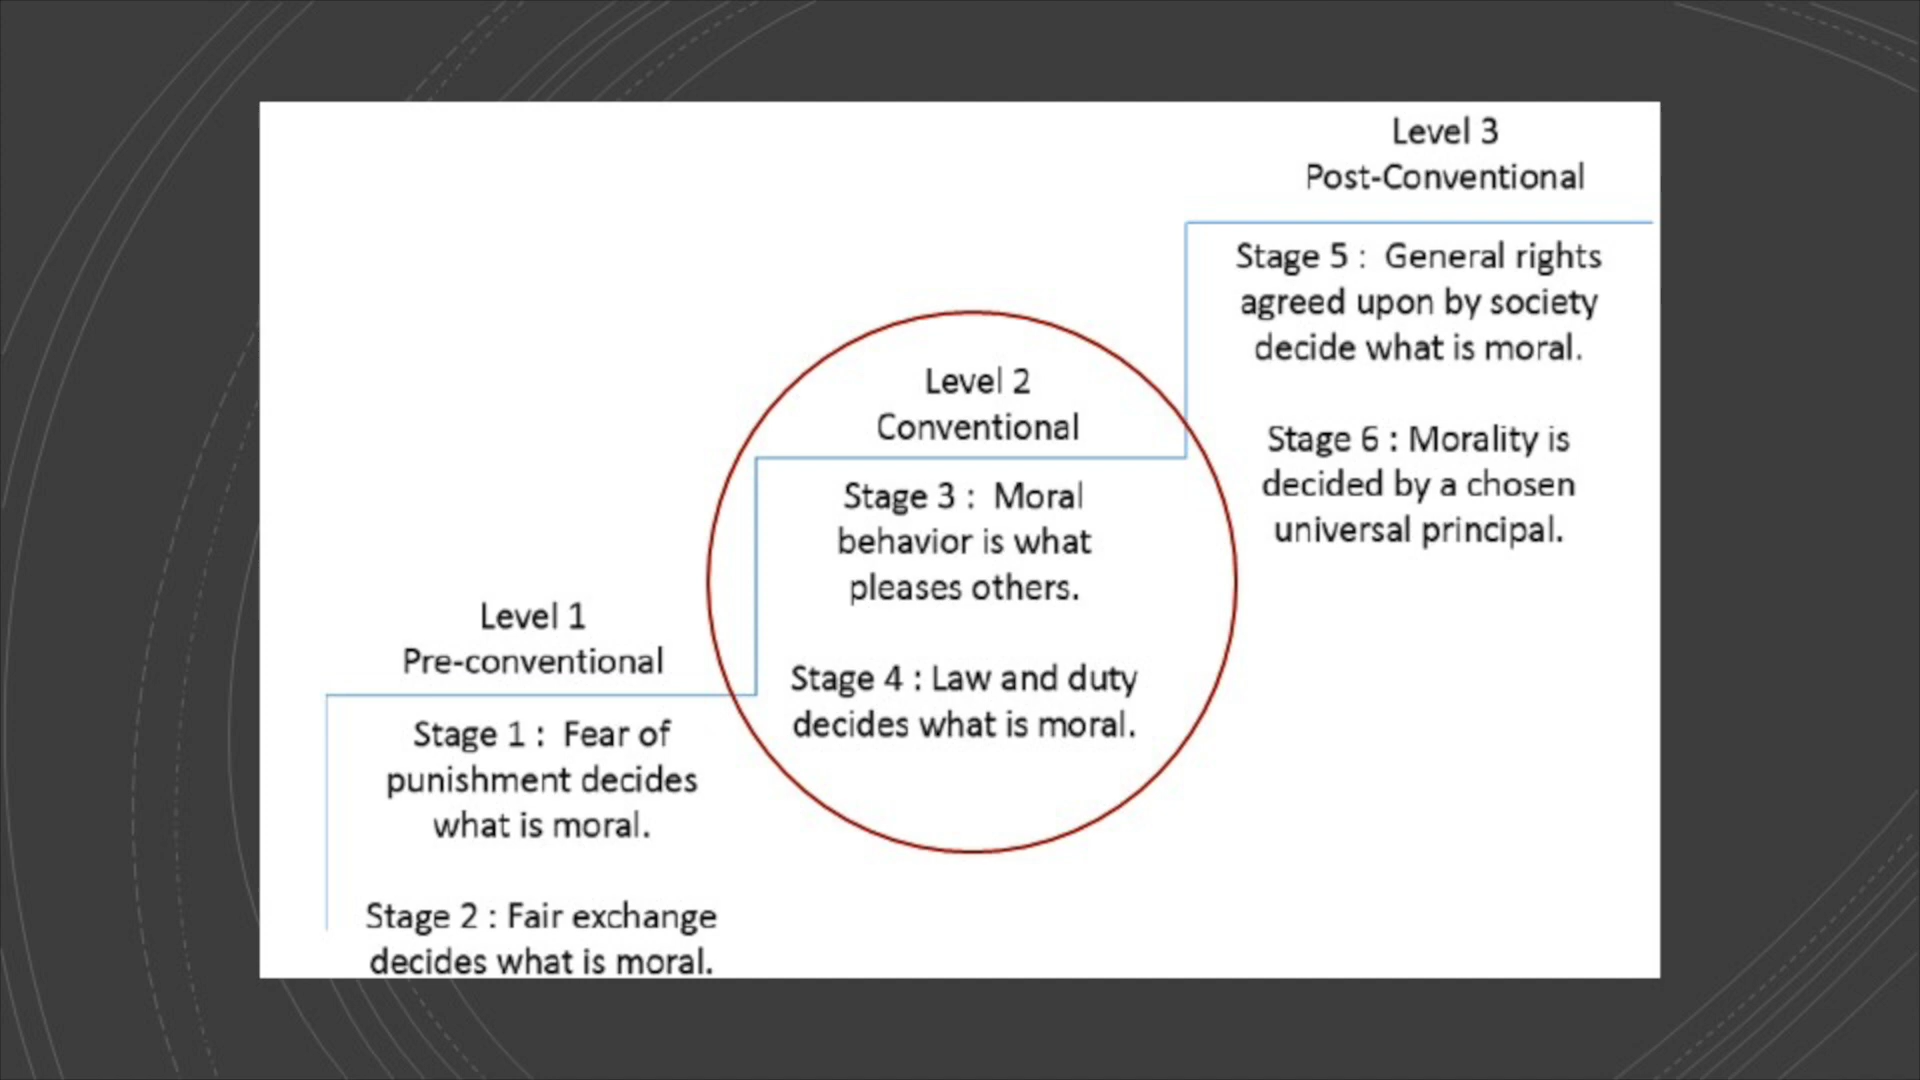 Level 3
Post-Conventional
Stage 5 :  General rights
agreed upon by society
decide what is moral.
Stage 6 : Morality is
decided by a chosen
universal principal.
Level 2
Conventional
Stage 3 :  Moral
behavior is what
pleases others.
Stage 4 : Law and duty
decides what is moral.
Level 1
Pre-conventional
Stage 1 :  Fear of
punishment decides
what is moral.
Stage 2 : Fair exchange
decides what is moral.